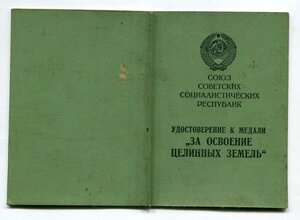 СОЮЗ
СОВЕТСКИХ
СОЦИАЛИСТИЧЕСКИХ
РЕСПУБЛИК
УДОСТОВЕРЕНИЕ К МЕДАЛИ
„ЗА ОСВОЕНИЕ
ЦЕЛИННЫХ ЗЕМЕЛЬ"